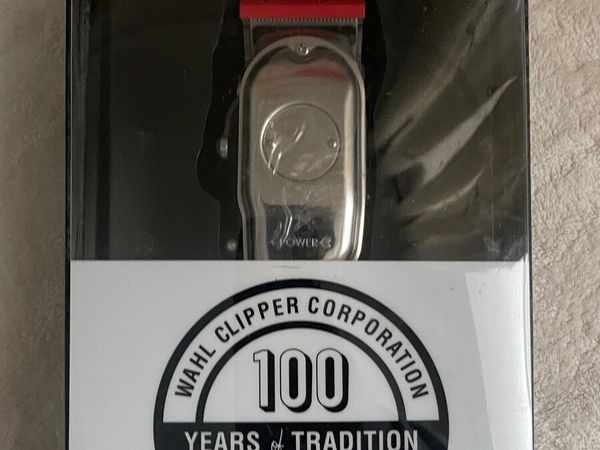 POWER
WAHL CLIPPER CORPORATION
100
YEARS of TRADITION